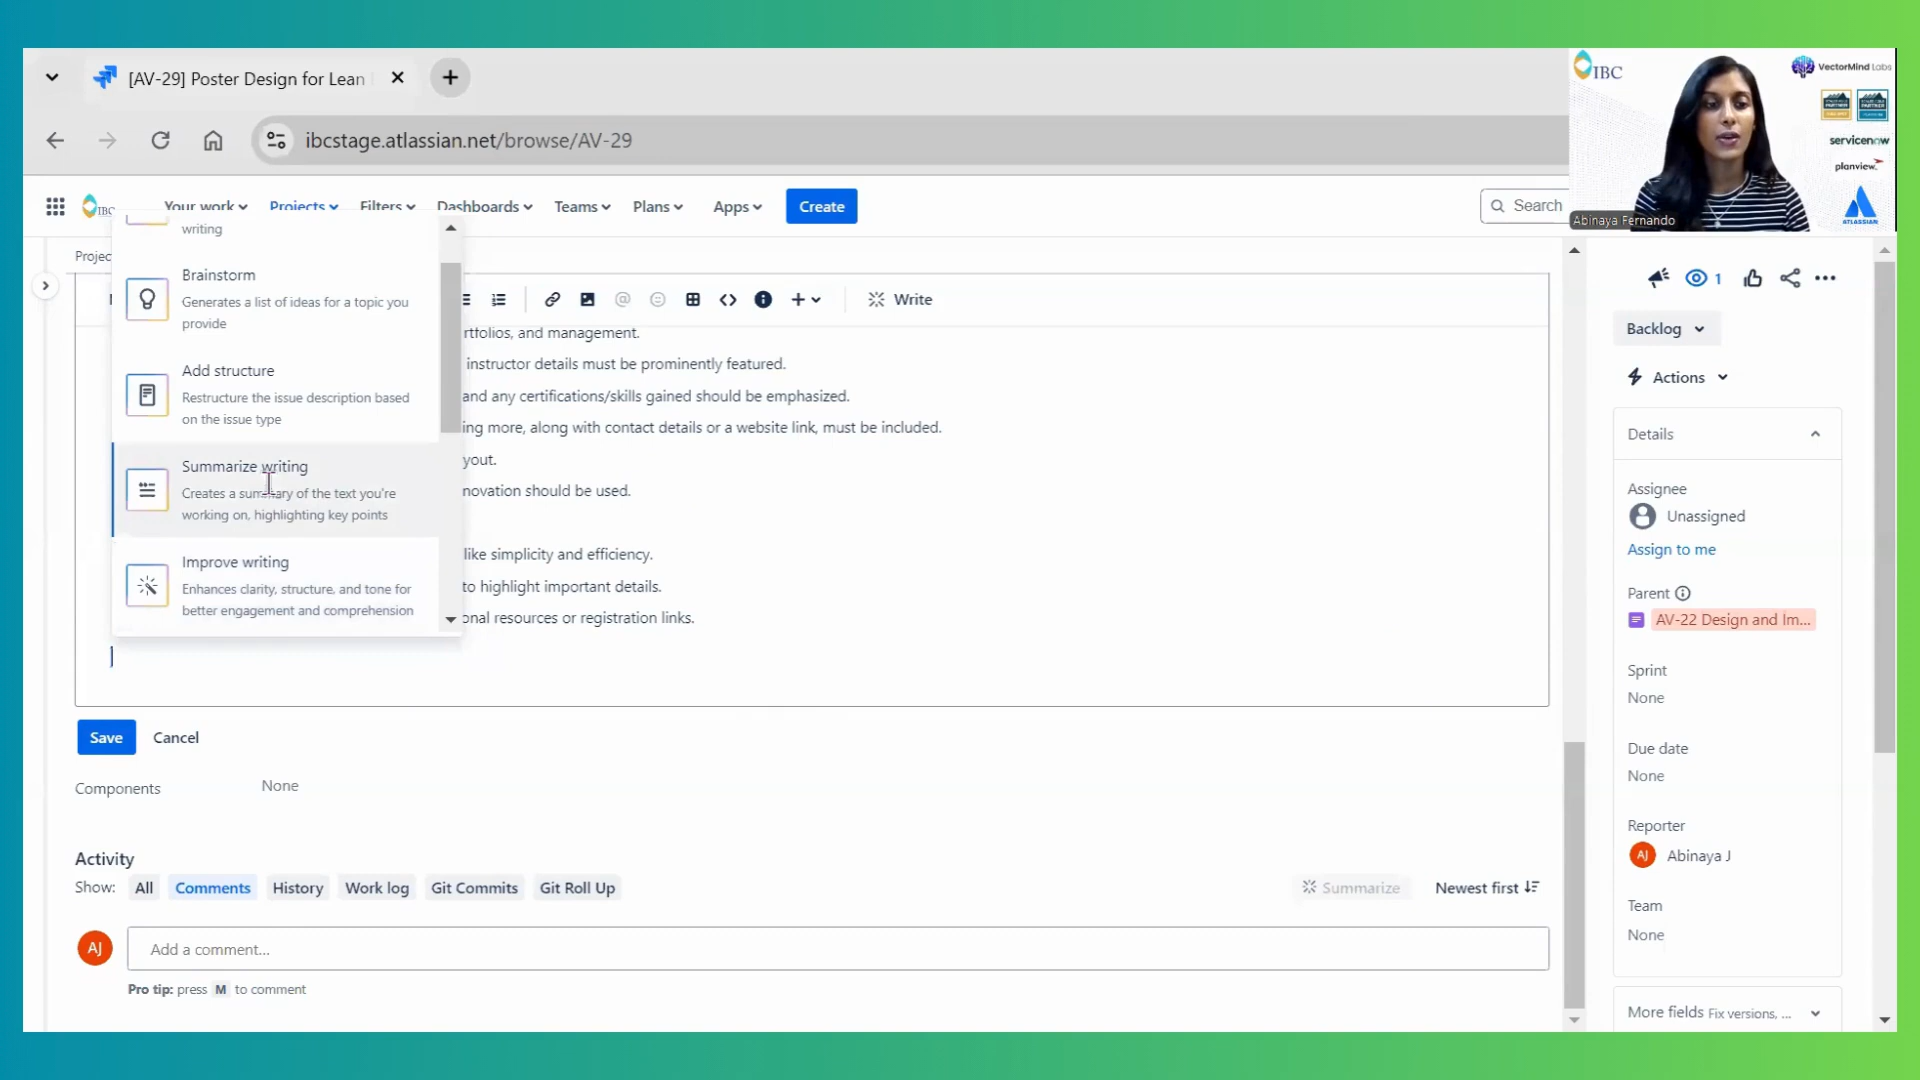 [AV-29] Poster Design for Lean
ibcstage.atlassian.net/browse/AV-29
IBC
VectorMind Labs
servicenow
planview
ATLASSIAN
Abinaya Fernando
Your work
Projects
Filters
Dashboards
Teams
Plans
Apps
Create
Search
Projec
writing
Brainstorm
Generates a list of ideas for a topic you
provide
Add structure
Restructure the issue description based
on the issue type
Summarize writing
Creates a summary of the text you're
working on, highlighting key points
Improve writing
Enhances clarity, structure, and tone for
better engagement and comprehension
Write
rtfolios, and management.
instructor details must be prominently featured.
and any certifications/skills gained should be emphasized.
ing more, along with contact details or a website link, must be included.
yout.
novation should be used.
like simplicity and efficiency.
to highlight important details.
onal resources or registration links.
Save Cancel
Components None
Activity
Show: All Comments History Work log Git Commits Git Roll Up
Summarize
Newest first
AJ
Add a comment...
Pro tip: press M to comment
1
Backlog
Actions
Details
Assignee
Unassigned
Assign to me
Parent
AV-22 Design and Im...
Sprint
None
Due date
None
Reporter
AJ Abinaya J
Team
None
More fields Fix versions, ...